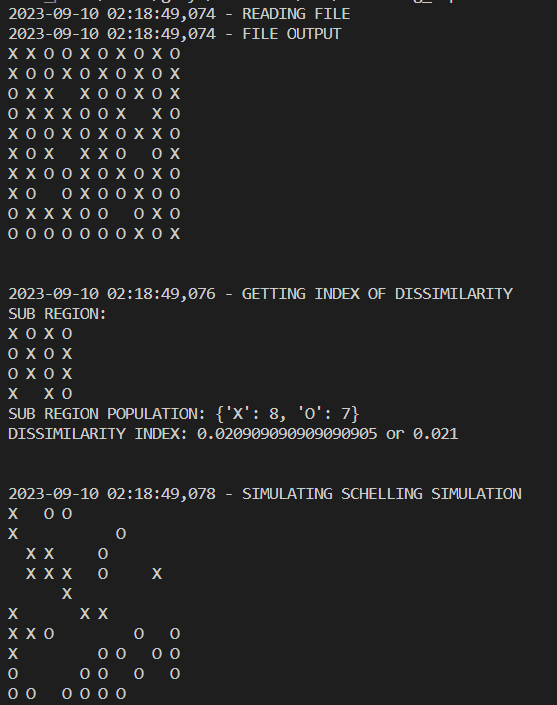 2023-09-10 02:18:49,074 - READING FILE
2023-09-10 02:18:49,074 - FILE OUTPUT
X X O O X O X O X O
X O O X O X O X O X
O X X   X O O X O X
O X X X O O X   X O
X O O X O X O X X O
X O X   X X O   O X
X X O O X O X O X O
X O   O X O O X O O
O X X X O O   O X O
O O O O O O O X O X
2023-09-10 02:18:49,076 - GETTING INDEX OF DISSIMILARITY
SUB REGION:
X O X O
O X O X
O X O X
X   X O
SUB REGION POPULATION: {'X': 8, 'O': 7}
DISSIMILARITY INDEX: 0.020909090909090905 or 0.021
2023-09-10 02:18:49,078 - SIMULATING SCHELLING SIMULATION
X   O O
X           O
  X X     O
  X X X   O     X
      X
X       X X
X X O         O   O
X         O O   O O
O       O O   O   O
O O   O O O O